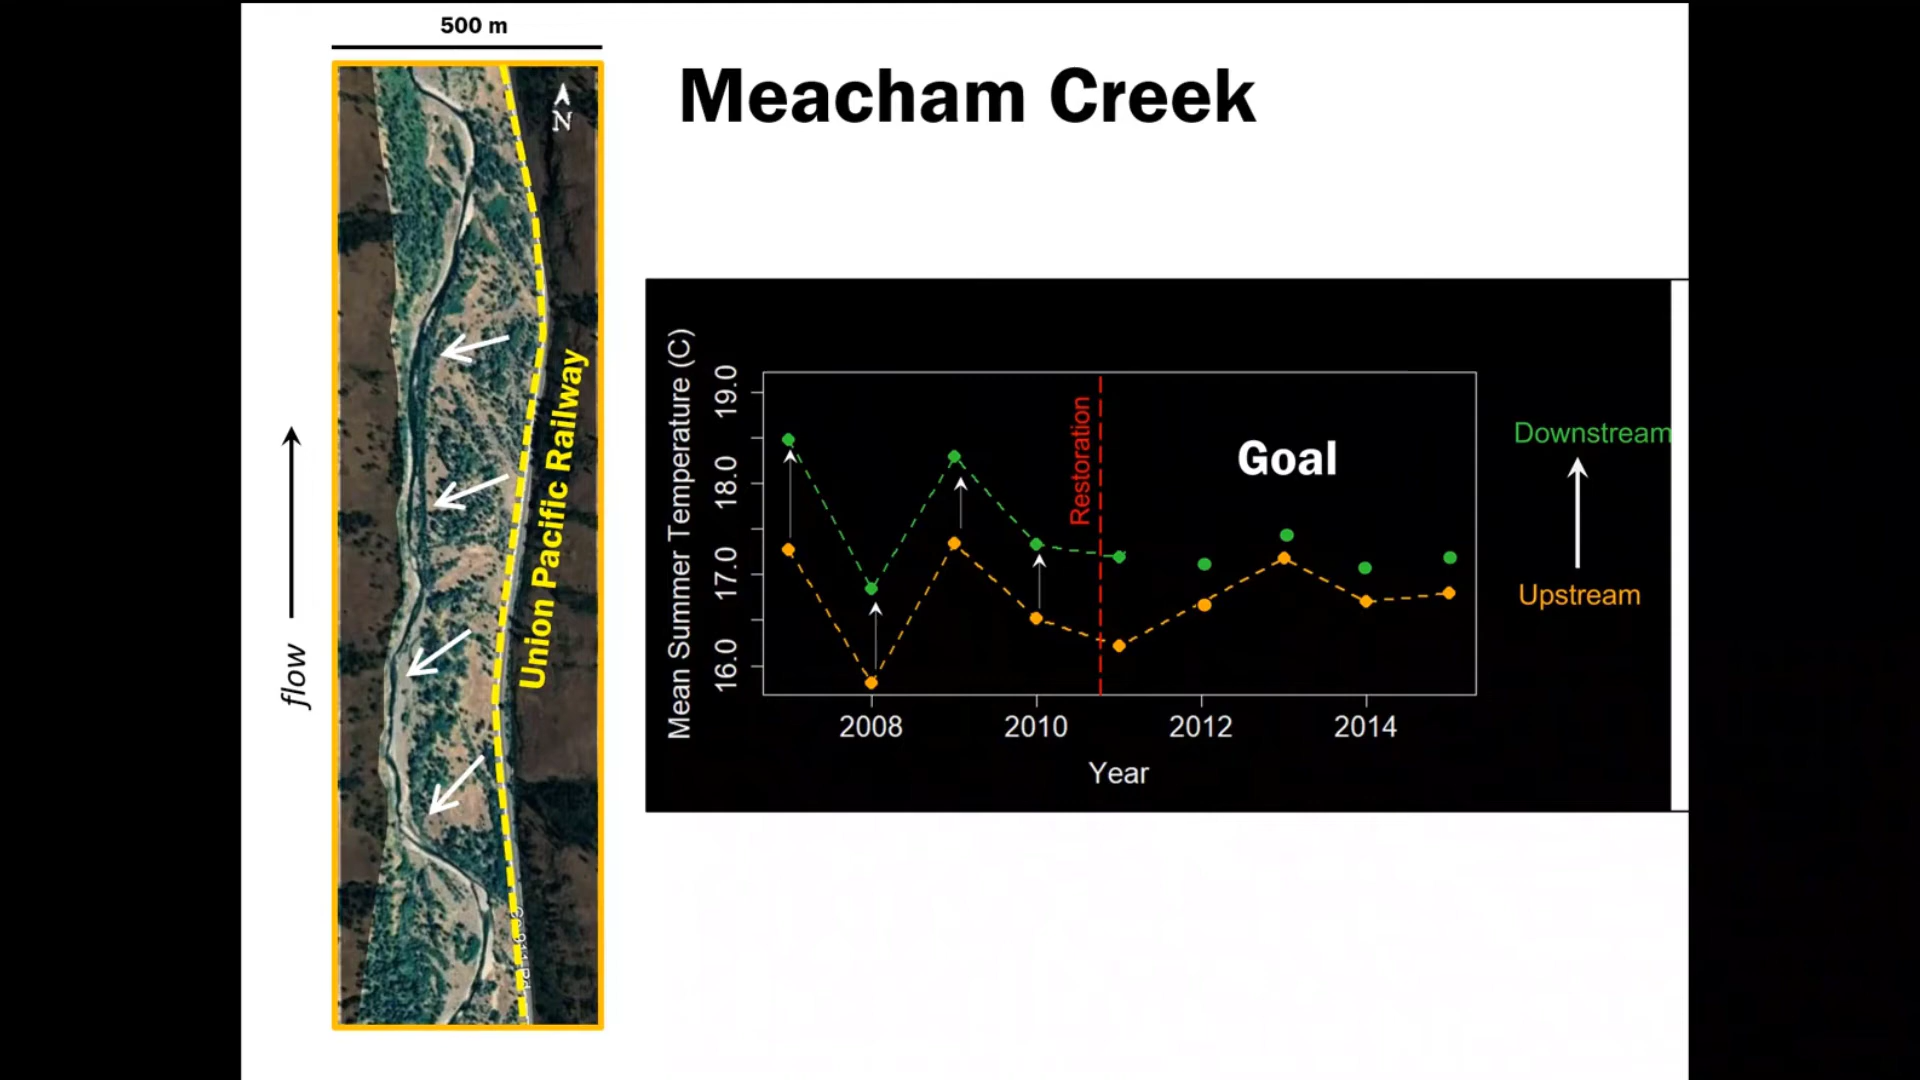 500 m
Meacham Creek
N
flow
Union Pacific Railway
Mean Summer Temperature (C)
19.0
18.0
17.0
16.0
Restoration
Goal
Downstream
Upstream
2008
2010
2012
2014
Year